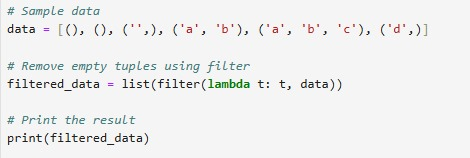 # Sample data
data = [(), (), ('',), ('a', 'b'), ('a', 'b', 'c'), ('d',)]
# Remove empty tuples using filter
filtered_data = list(filter(lambda t: t, data))
# Print the result
print(filtered_data)